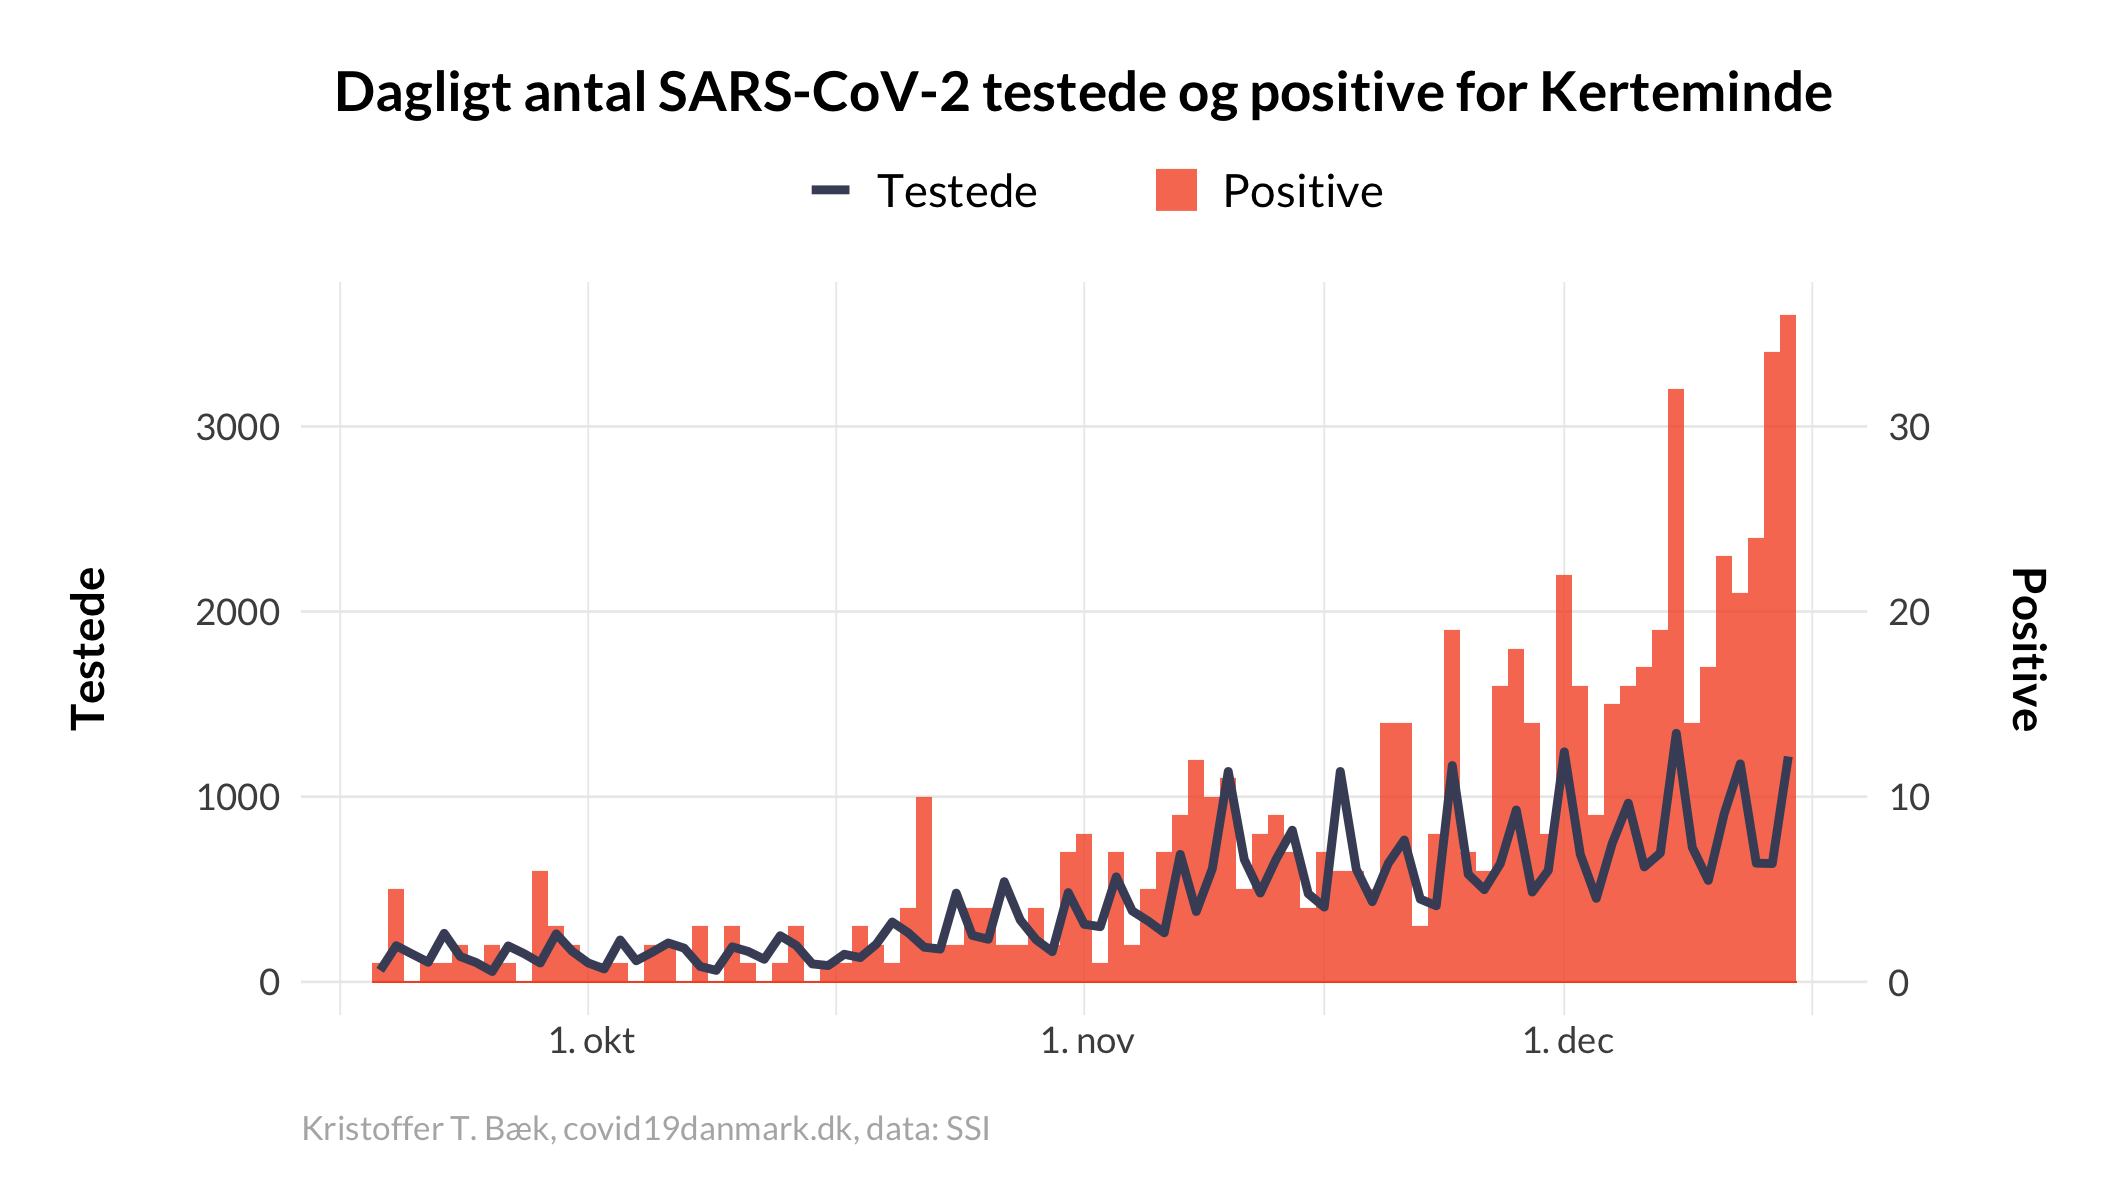 Dagligt antal SARS-CoV-2 testede og positive for Kerteminde
Testede
Positive
3000
2000
1000
0
30
20
10
0
Testede
Positive
1. okt
1. nov
1. dec
Kristoffer T. Bæk, covid19danmark.dk, data: SSI